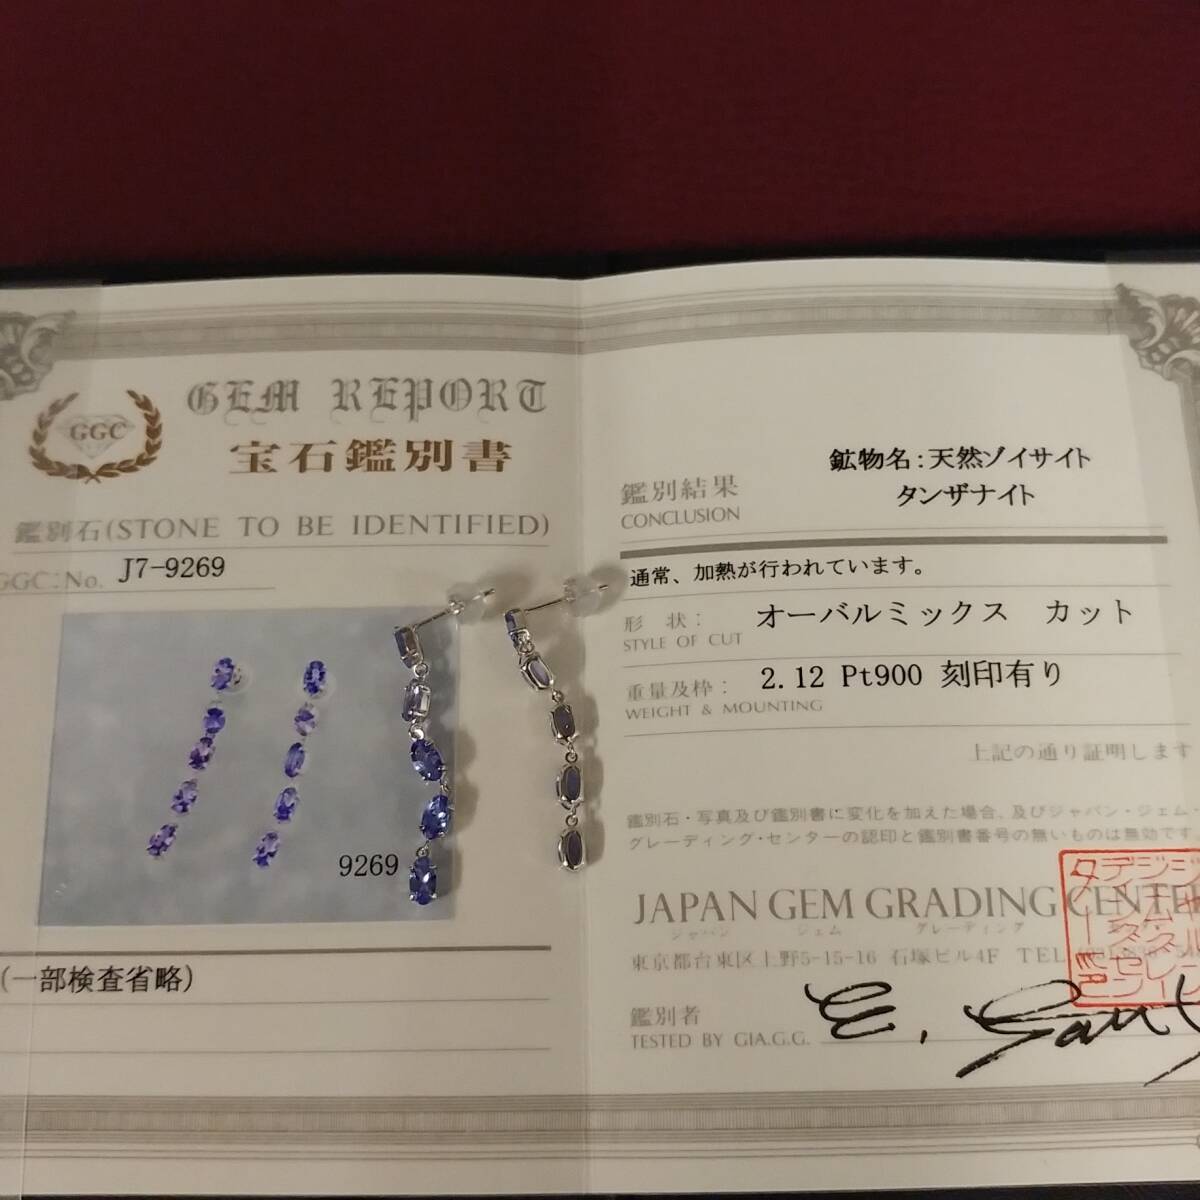 GEM REPORT
GGC
宝石鑑別書
鑑別石(STONE TO BE IDENTIFIED)
GGC:No. J7-9269
9269
(一部検査省略)
鉱物名:天然ゾイサイト
鑑別結果
タンザナイト
CONCLUSION
通常、加熱が行われています。
形 状: オーバルミックス カット
STYLE OF CUT
重量及枠: 2.12 Pt900 刻印有り
WEIGHT & MOUNTING
上記の通り証明します
鑑別石・写真及び鑑別書に変化を加えた場合、及びジャパン・ジェム・
グレーディング・センターの認印と鑑別書番号の無いものは無効です。
JAPAN GEM GRADING CENTER
ジャパン ジェム グレーディング
東京都台東区上野5-15-16 石塚ビル4F TEL
鑑別者
TESTED BY GIA.G.G.